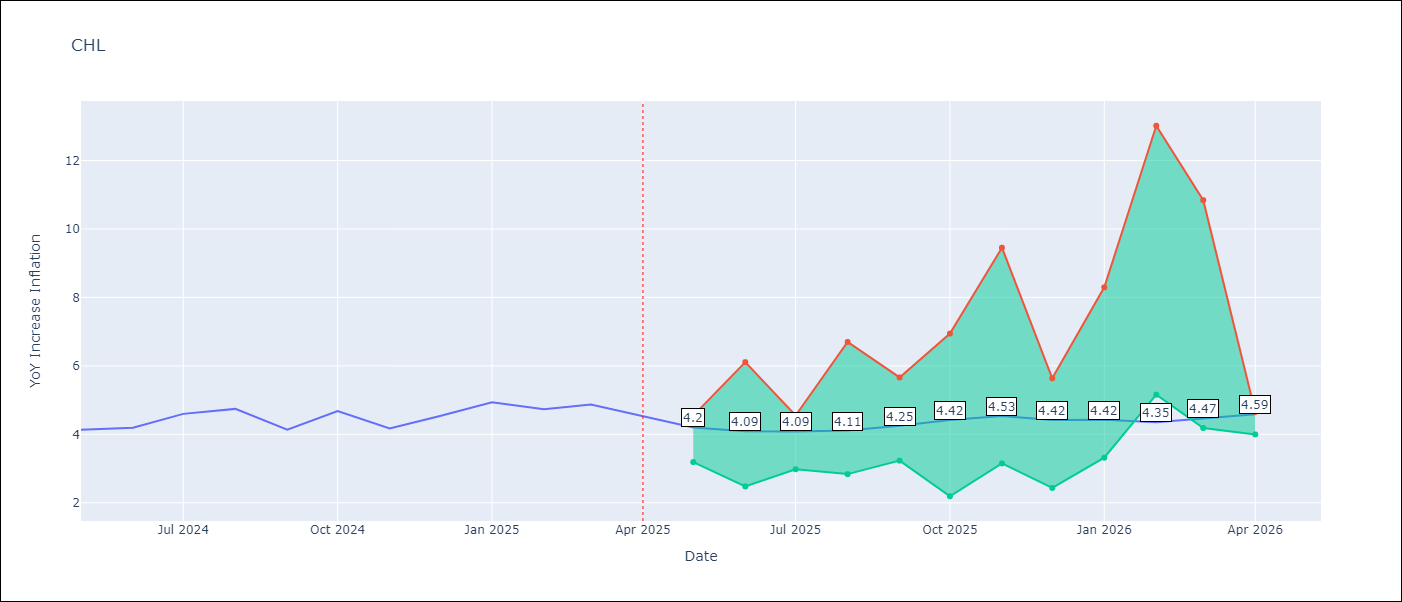 CHL
YoY Increase Inflation
12
10
8
6
4
2
4.2
4.09
4.09
4.11
4.25
4.42
4.53
4.42
4.42
4.35
4.47
4.59
Jul 2024
Oct 2024
Jan 2025
Apr 2025
Jul 2025
Oct 2025
Jan 2026
Apr 2026
Date